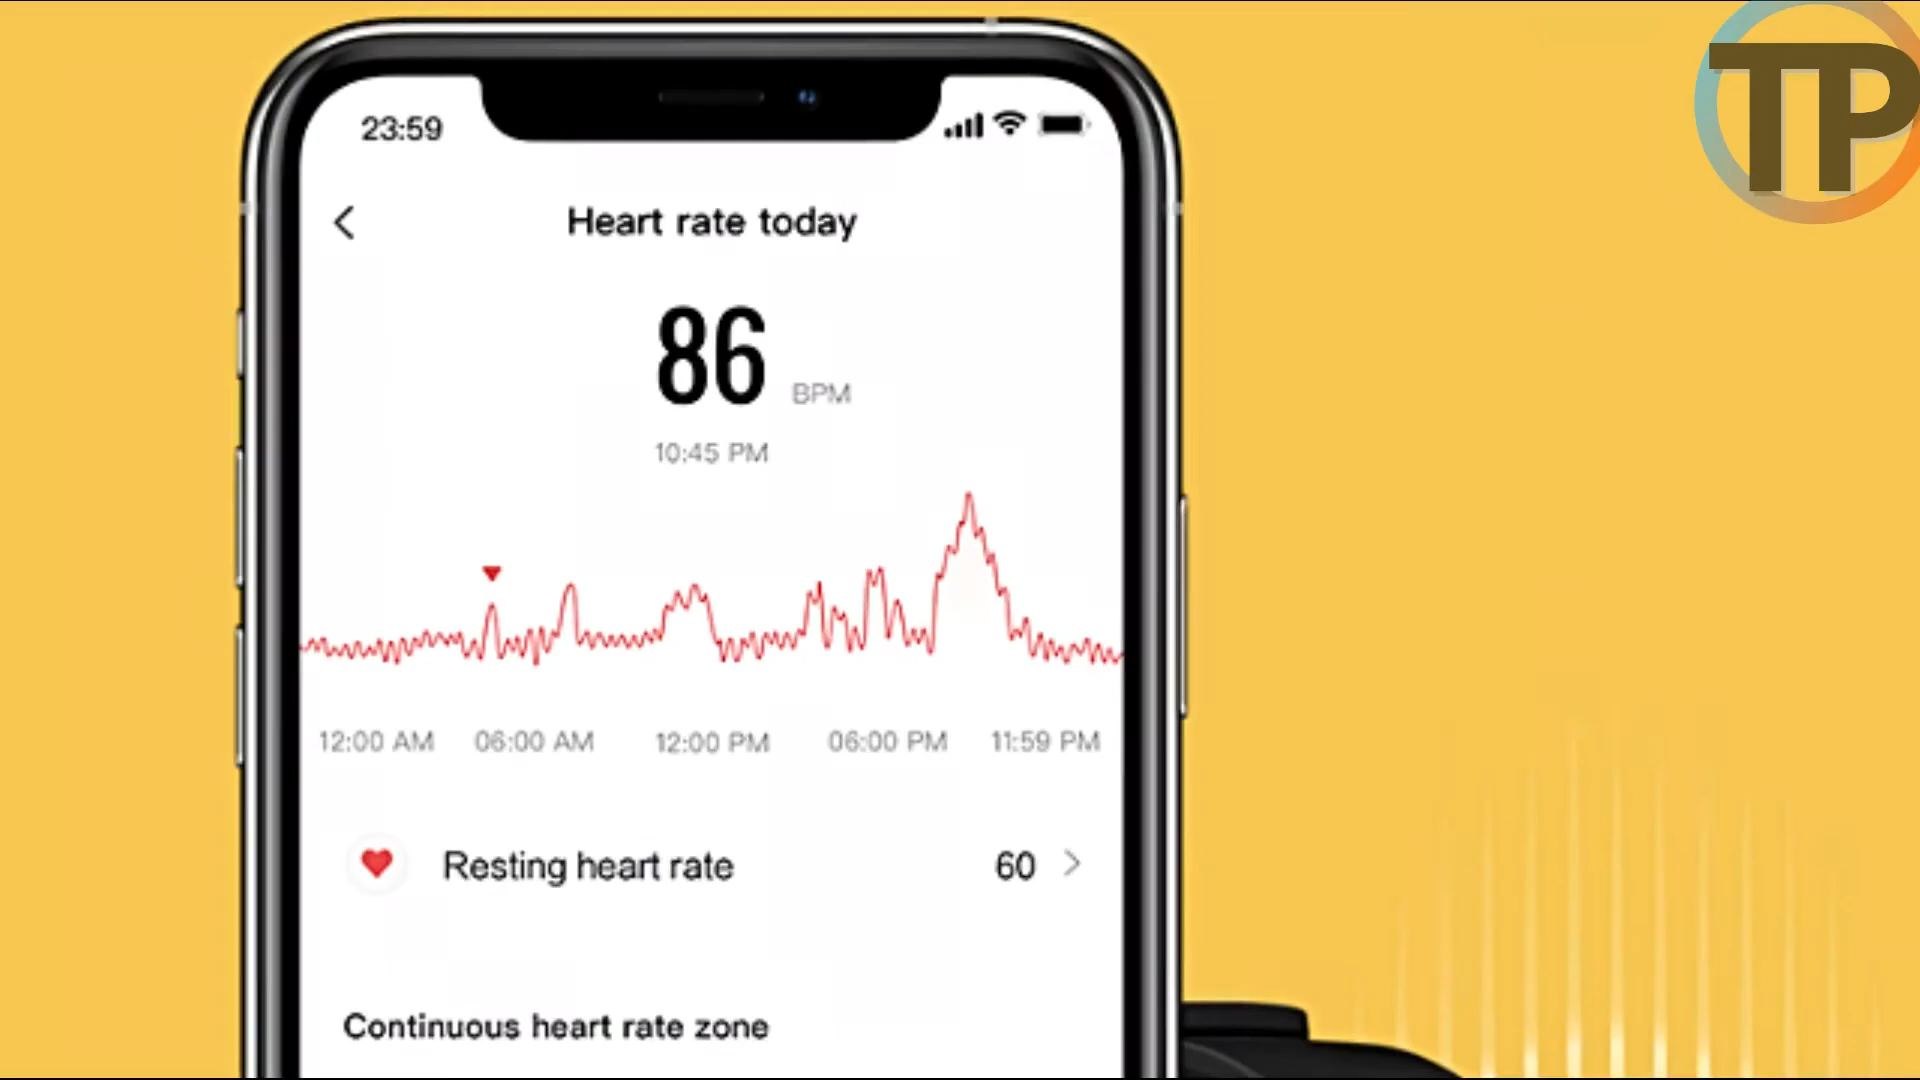 TP
23:59
Heart rate today
86 BPM
10:45 PM
12:00 AM 06:00 AM 12:00 PM 06:00 PM 11:59 PM
Resting heart rate 60
Continuous heart rate zone